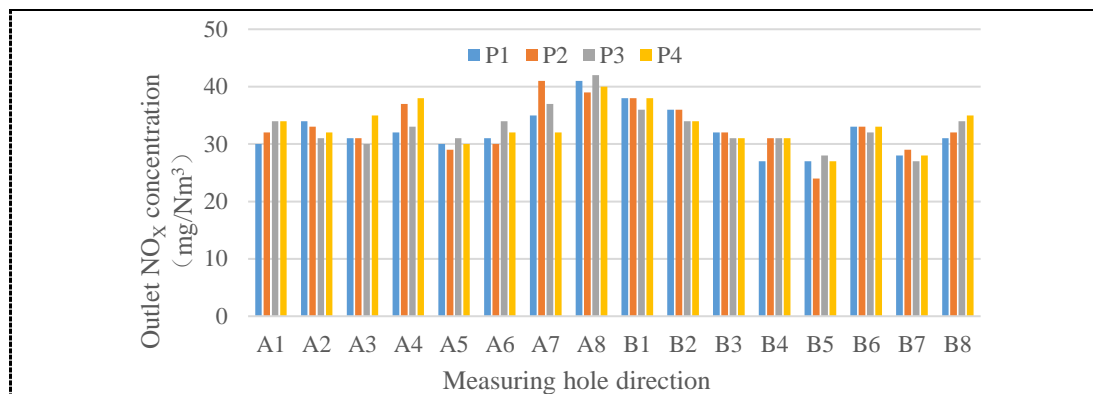 50
P1 P2 P3 P4
40
30
20
10
0
Outlet NOX concentration
（mg/Nm³）
A1 A2 A3 A4 A5 A6 A7 A8 B1 B2 B3 B4 B5 B6 B7 B8
Measuring hole direction